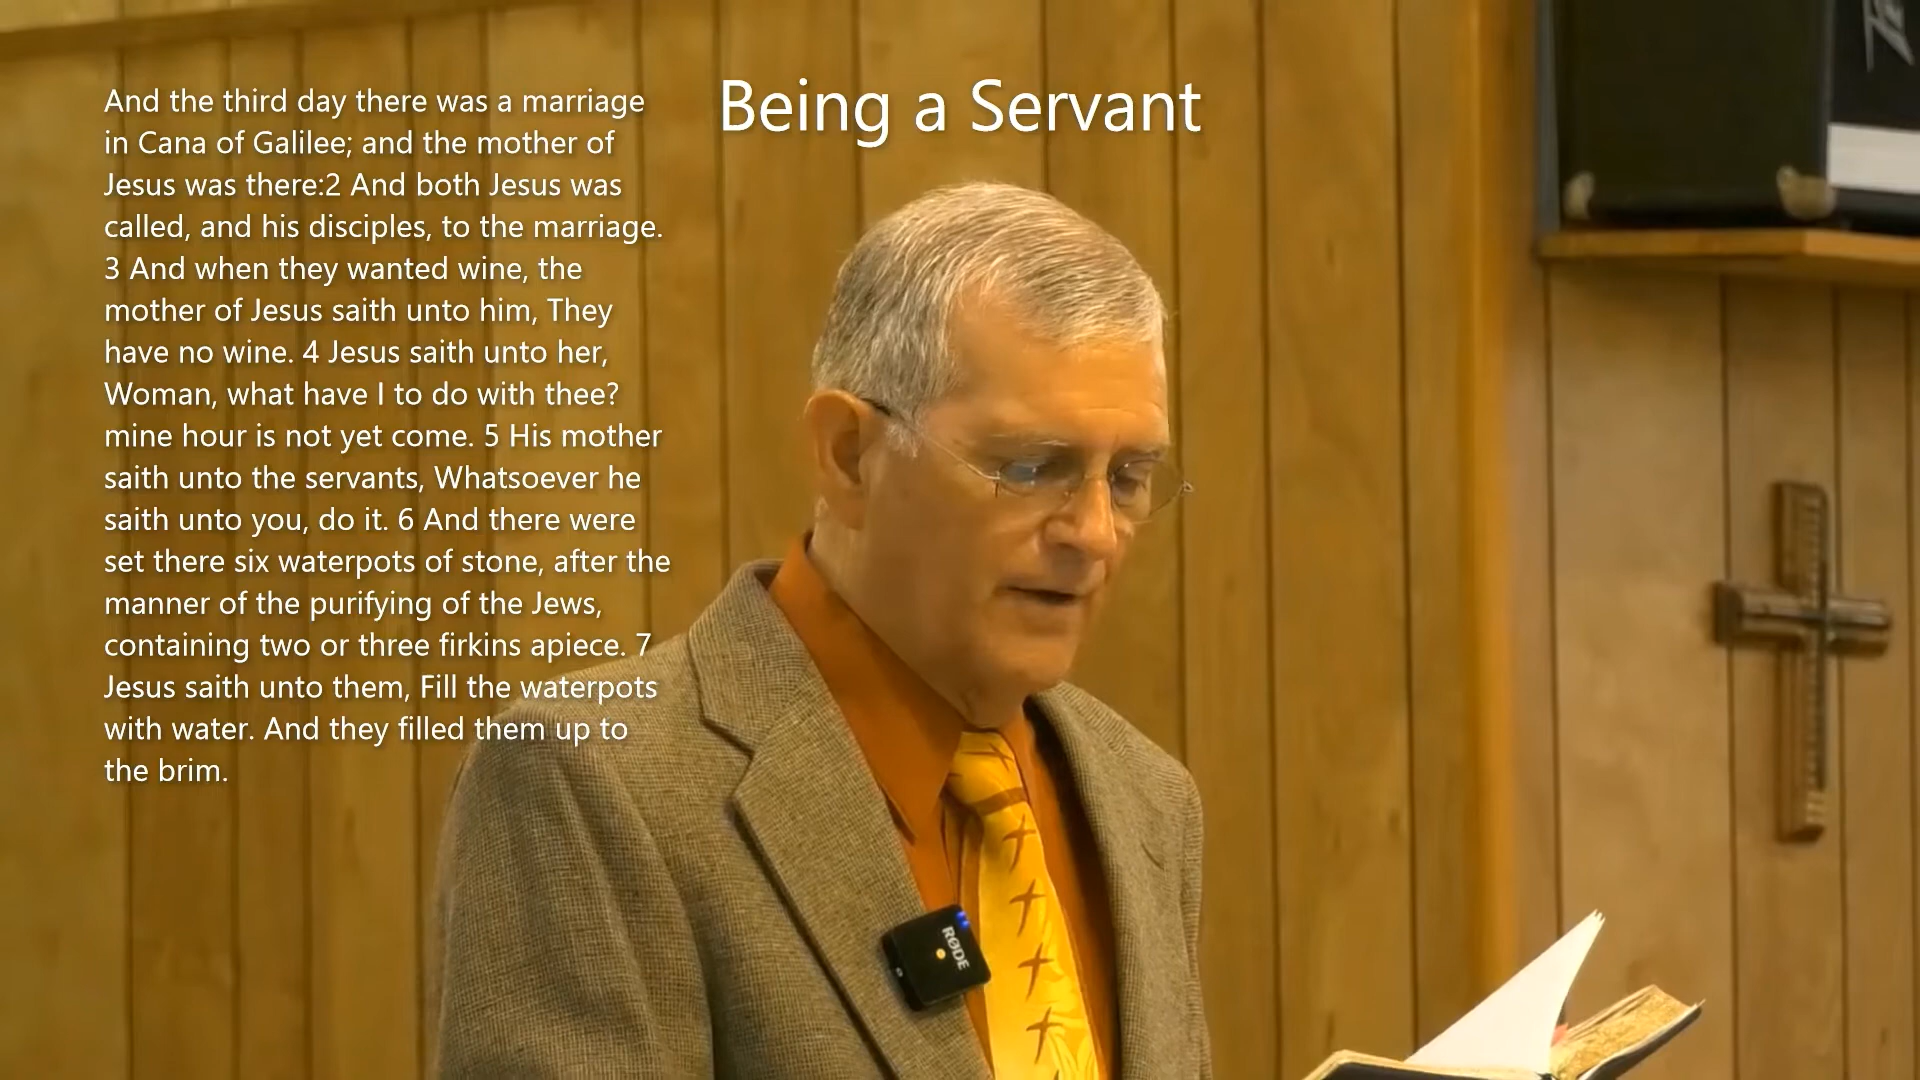 Being a Servant
And the third day there was a marriage
in Cana of Galilee; and the mother of
Jesus was there:2 And both Jesus was
called, and his disciples, to the marriage.
3 And when they wanted wine, the
mother of Jesus saith unto him, They
have no wine. 4 Jesus saith unto her,
Woman, what have I to do with thee?
mine hour is not yet come. 5 His mother
saith unto the servants, Whatsoever he
saith unto you, do it. 6 And there were
set there six waterpots of stone, after the
manner of the purifying of the Jews,
containing two or three firkins apiece. 7
Jesus saith unto them, Fill the waterpots
with water. And they filled them up to
the brim.
RØDE